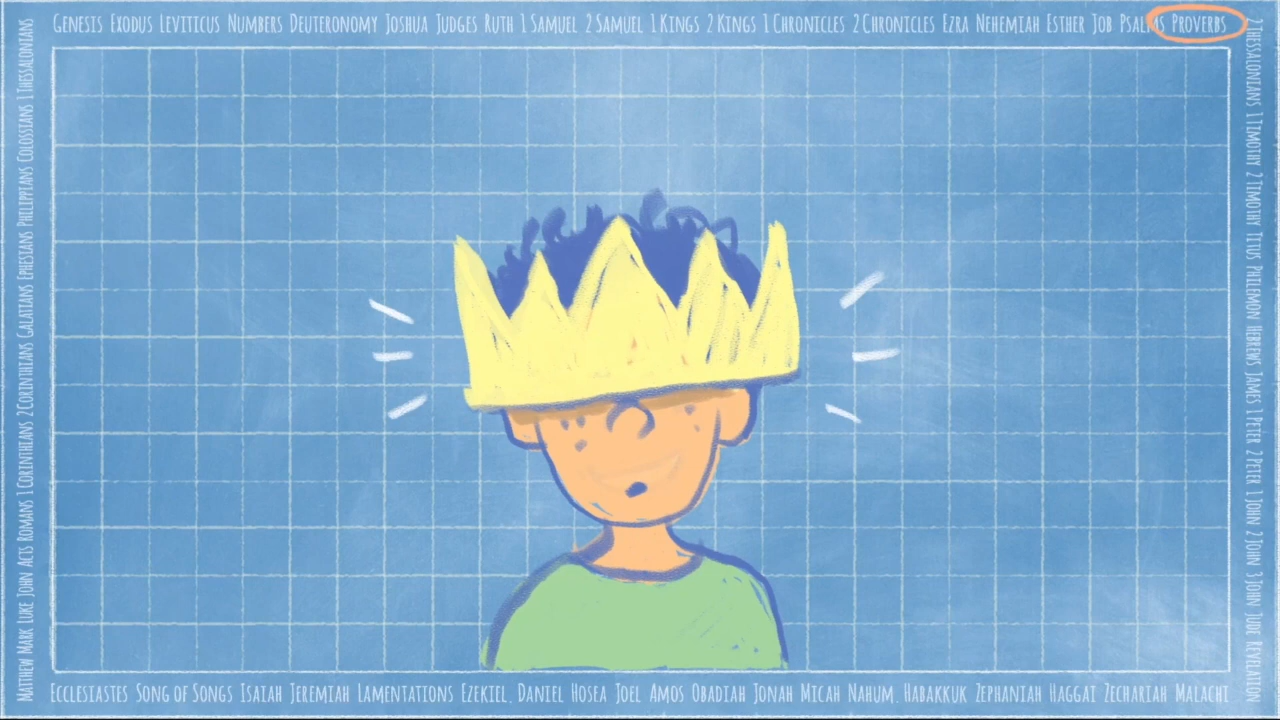 Genesis Exodus Leviticus Numbers Deuteronomy Joshua Judges Ruth 1 Samuel 2 Samuel 1 Kings 2 Kings 1 Chronicles 2 Chronicles Ezra Nehemiah Esther Job Psalms Proverbs
Ecclesiastes Song of Songs Isaiah Jeremiah Lamentations Ezekiel Daniel Hosea Joel Amos Obadiah Jonah Micah Nahum Habakkuk Zephaniah Haggai Zechariah Malachi
Matthew Mark Luke John Acts Romans 1 Corinthians 2 Corinthians Galatians Ephesians Philippians Colossians 1 Thessalonians
2 Thessalonians 1 Timothy 2 Timothy Titus Philemon Hebrews James 1 Peter 2 Peter 1 John 2 John 3 John Jude Revelation